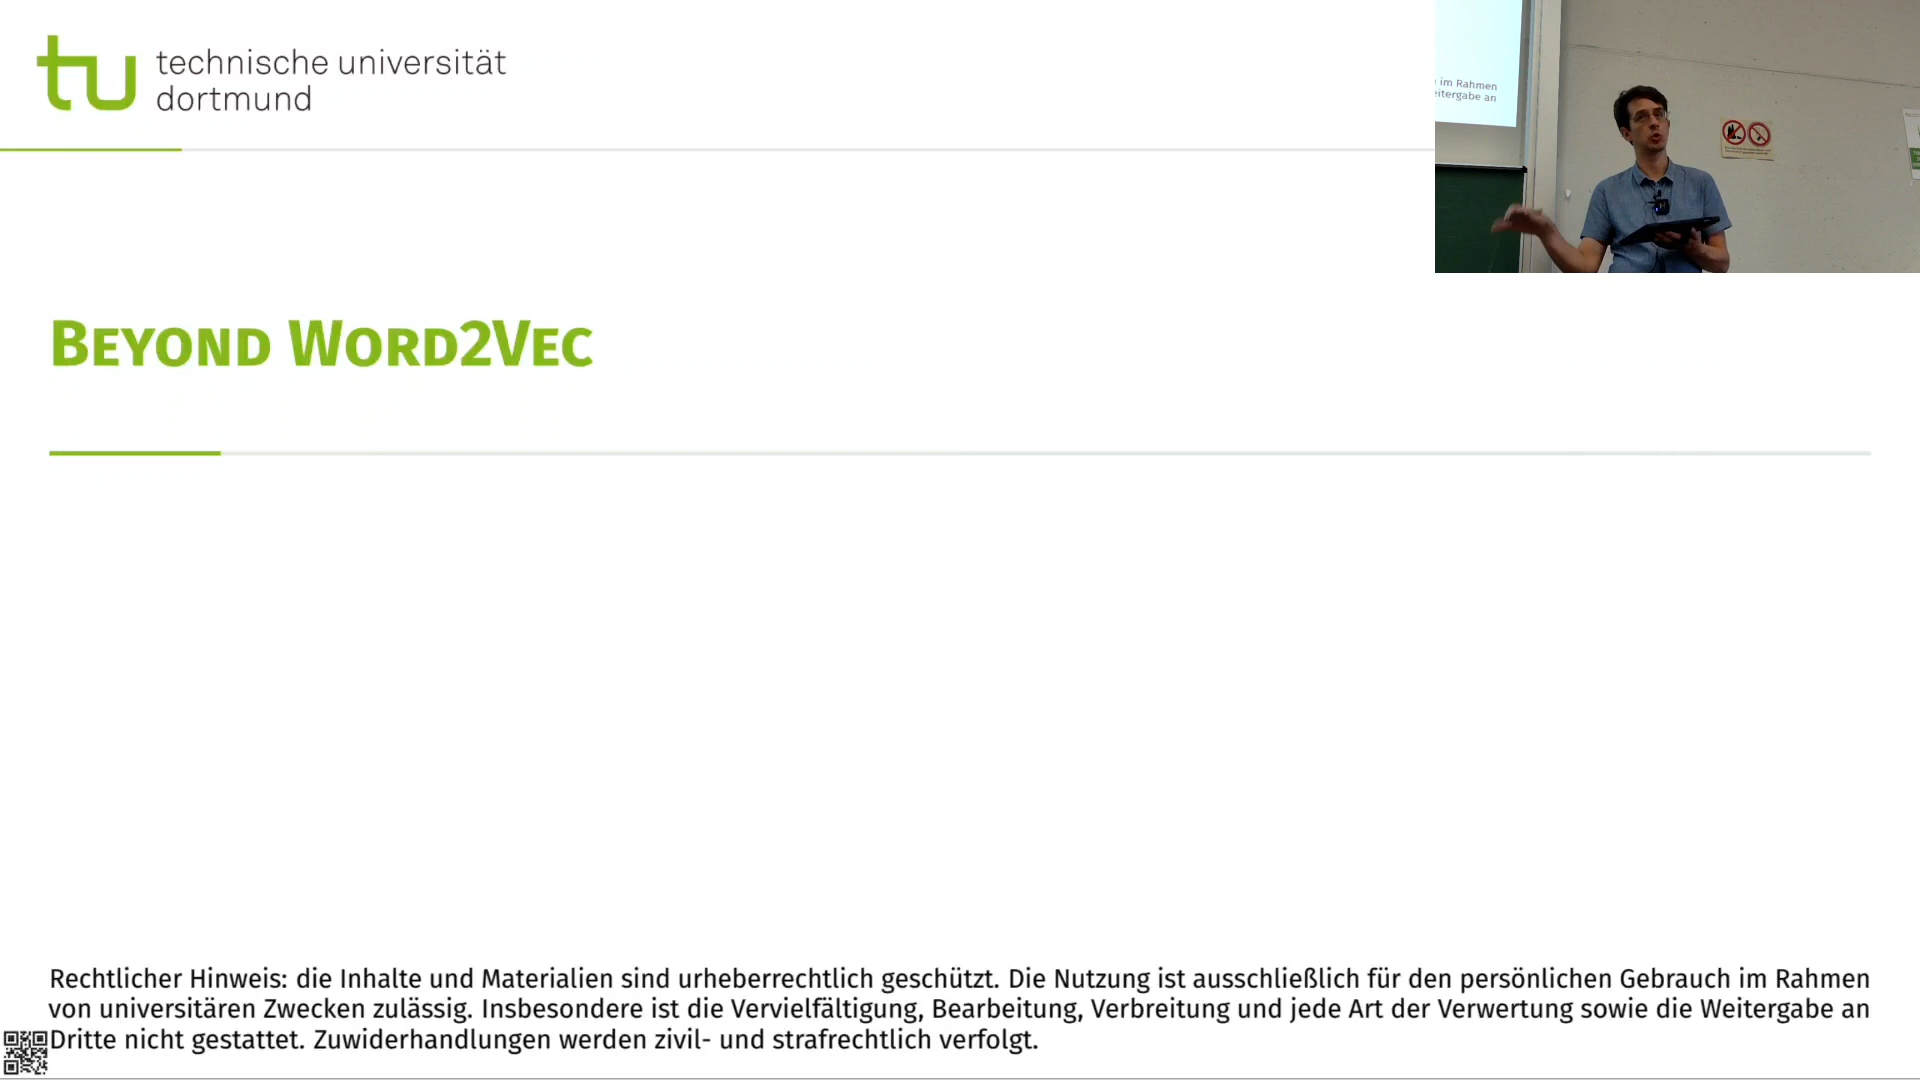 technische universität
dortmund
im Rahmen
eitergabe an
BEYOND WORD2VEC
Rechtlicher Hinweis: die Inhalte und Materialien sind urheberrechtlich geschützt. Die Nutzung ist ausschließlich für den persönlichen Gebrauch im Rahmen
von universitären Zwecken zulässig. Insbesondere ist die Vervielfältigung, Bearbeitung, Verbreitung und jede Art der Verwertung sowie die Weitergabe an
Dritte nicht gestattet. Zuwiderhandlungen werden zivil- und strafrechtlich verfolgt.